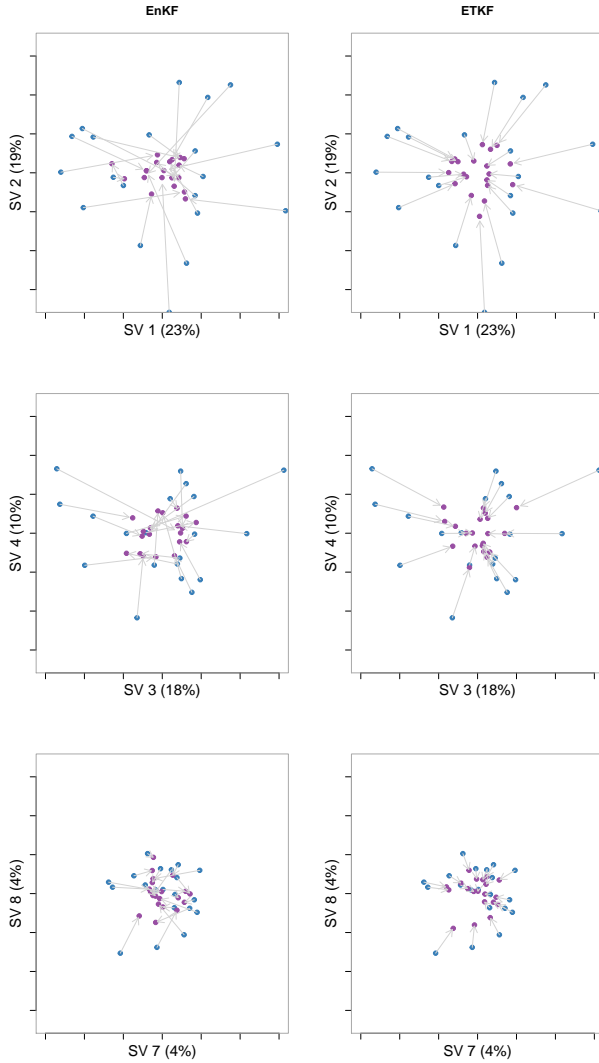 EnKF
ETKF
SV 2 (19%)
SV 2 (19%)
SV 1 (23%)
SV 1 (23%)
SV 4 (10%)
SV 4 (10%)
SV 3 (18%)
SV 3 (18%)
SV 8 (4%)
SV 8 (4%)
SV 7 (4%)
SV 7 (4%)